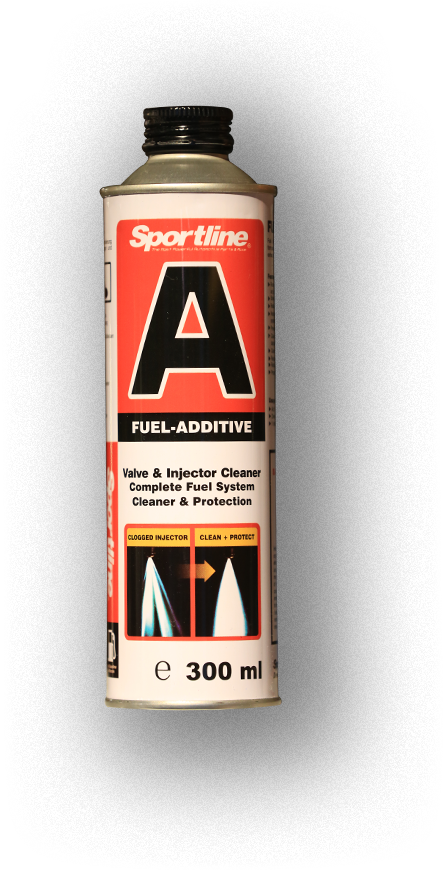 Sportline®
A
FUEL-ADDITIVE
Valve & Injector Cleaner
Complete Fuel System
Cleaner & Protection
CLOGGED INJECTOR
CLEAN + PROTECT
℮ 300 ml